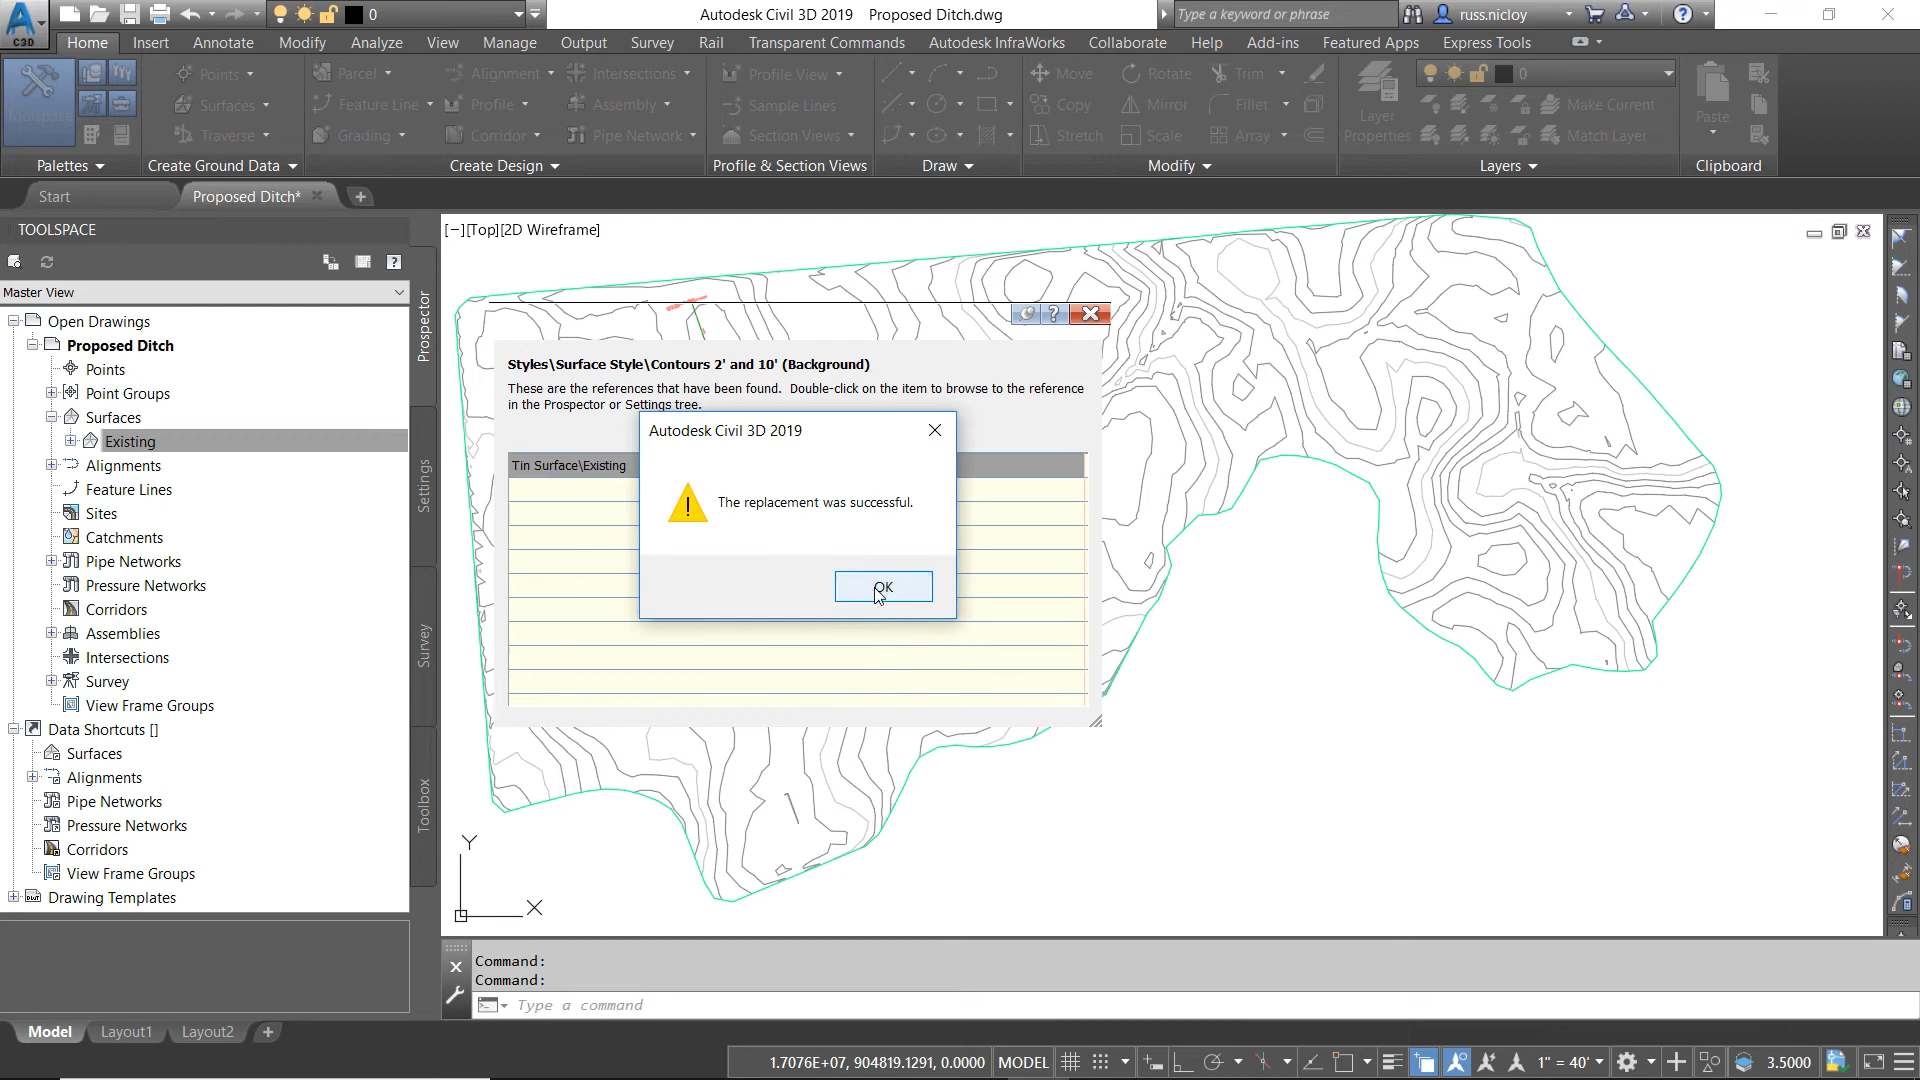 C3D
0
Autodesk Civil 3D 2019 Proposed Ditch.dwg
Type a keyword or phrase
russ.nicloy
Home Insert Annotate Modify Analyze View Manage Output Survey Rail Transparent Commands Autodesk InfraWorks Collaborate Help Add-ins Featured Apps Express Tools
Toolspace
Points
Surfaces
Traverse
Parcel
Feature Line
Grading
Alignment
Profile
Corridor
Intersections
Assembly
Pipe Network
Profile View
Sample Lines
Section Views
Move
Copy
Stretch
Rotate
Mirror
Scale
Trim
Fillet
Array
Layer
Properties
0
Make Current
Match Layer
Paste
Palettes
Create Ground Data
Create Design
Profile & Section Views
Draw
Modify
Layers
Clipboard
Start
Proposed Ditch*
TOOLSPACE
Master View
Open Drawings
Proposed Ditch
Points
Point Groups
Surfaces
Existing
Alignments
Feature Lines
Sites
Catchments
Pipe Networks
Pressure Networks
Corridors
Assemblies
Intersections
Survey
View Frame Groups
Data Shortcuts []
Surfaces
Alignments
Pipe Networks
Pressure Networks
Corridors
View Frame Groups
Drawing Templates
Prospector
Settings
Survey
Toolbox
[−][Top][2D Wireframe]
Styles\Surface Style\Contours 2' and 10' (Background)
These are the references that have been found. Double-click on the item to browse to the reference
in the Prospector or Settings tree.
Tin Surface\Existing
Autodesk Civil 3D 2019
The replacement was successful.
OK
Y
X
Command:
Command:
Type a command
Model
Layout1
Layout2
1.7076E+07, 904819.1291, 0.0000
MODEL
1" = 40'
3.5000